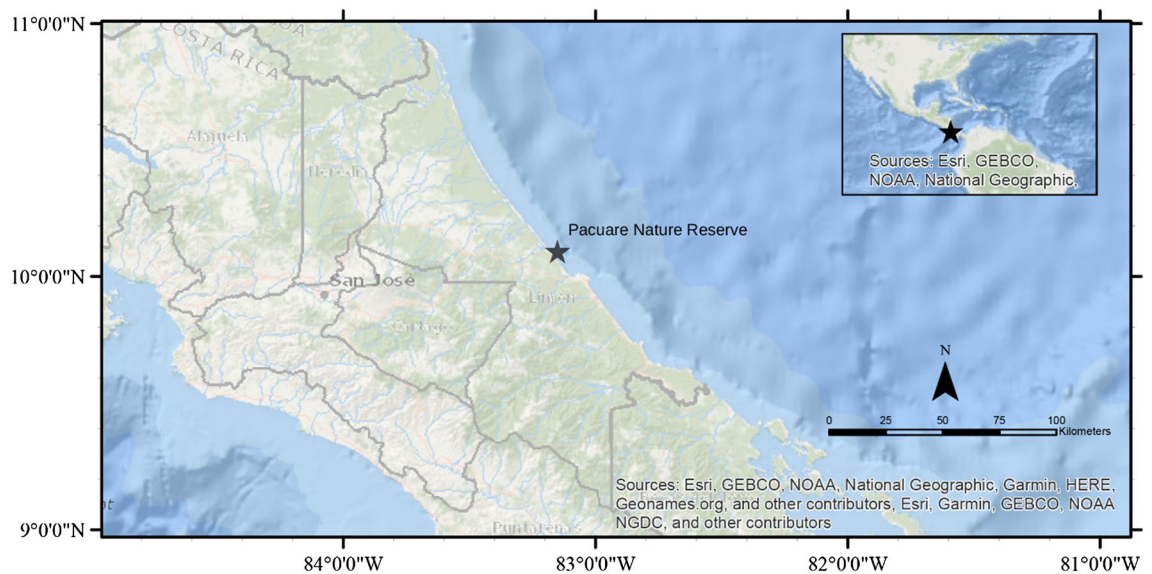 11°0'0"N
COSTA RICA
Alajuela
Heredia
Sources: Esri, GEBCO,
NOAA, National Geographic,
Pacuare Nature Reserve
10°0'0"N
San José
Limón
Cartago
N
0 25 50 75 100
Kilometers
Sources: Esri, GEBCO, NOAA, National Geographic, Garmin, HERE,
Geonames.org, and other contributors, Esri, Garmin, GEBCO, NOAA
NGDC, and other contributors
Puntarenas
9°0'0"N
84°0'0"W 83°0'0"W 82°0'0"W 81°0'0"W